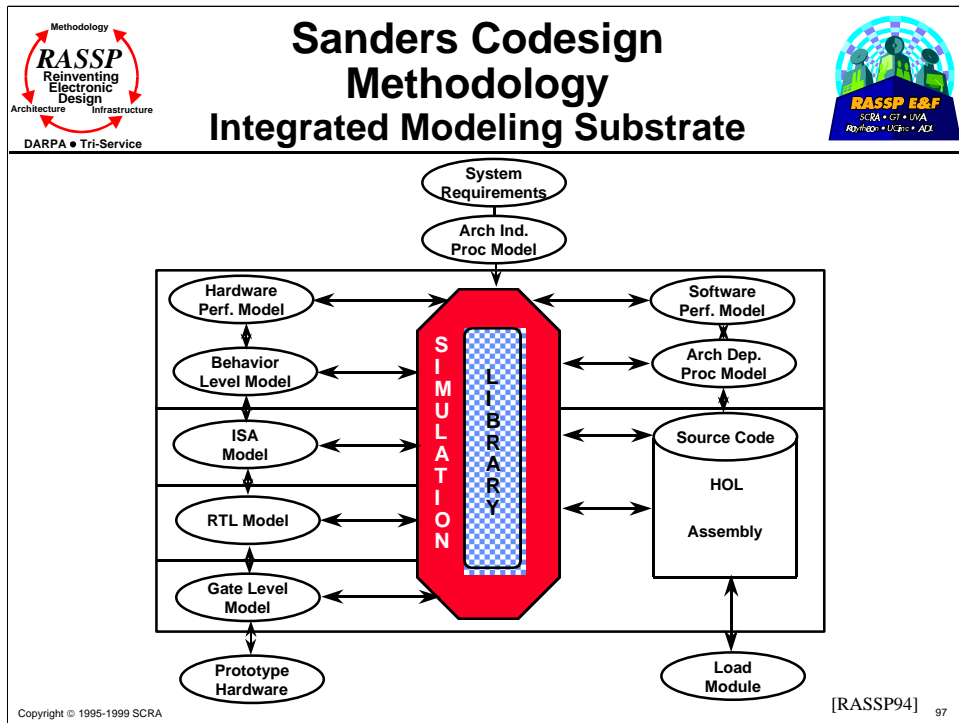 Methodology
RASSP
Reinventing
Electronic
Design
Architecture
Infrastructure
DARPA ● Tri-Service
Sanders Codesign
Methodology
Integrated Modeling Substrate
RASSP E&F
SCRA • GT • UVA
Raytheon • UCinc • ADL
System
Requirements
Arch Ind.
Proc Model
Hardware
Perf. Model
Software
Perf. Model
Behavior
Level Model
Arch Dep.
Proc Model
SIMULATION
LIBRARY
ISA
Model
Source Code
HOL
RTL Model
Assembly
Gate Level
Model
Prototype
Hardware
Load
Module
Copyright © 1995-1999 SCRA
[RASSP94]
97